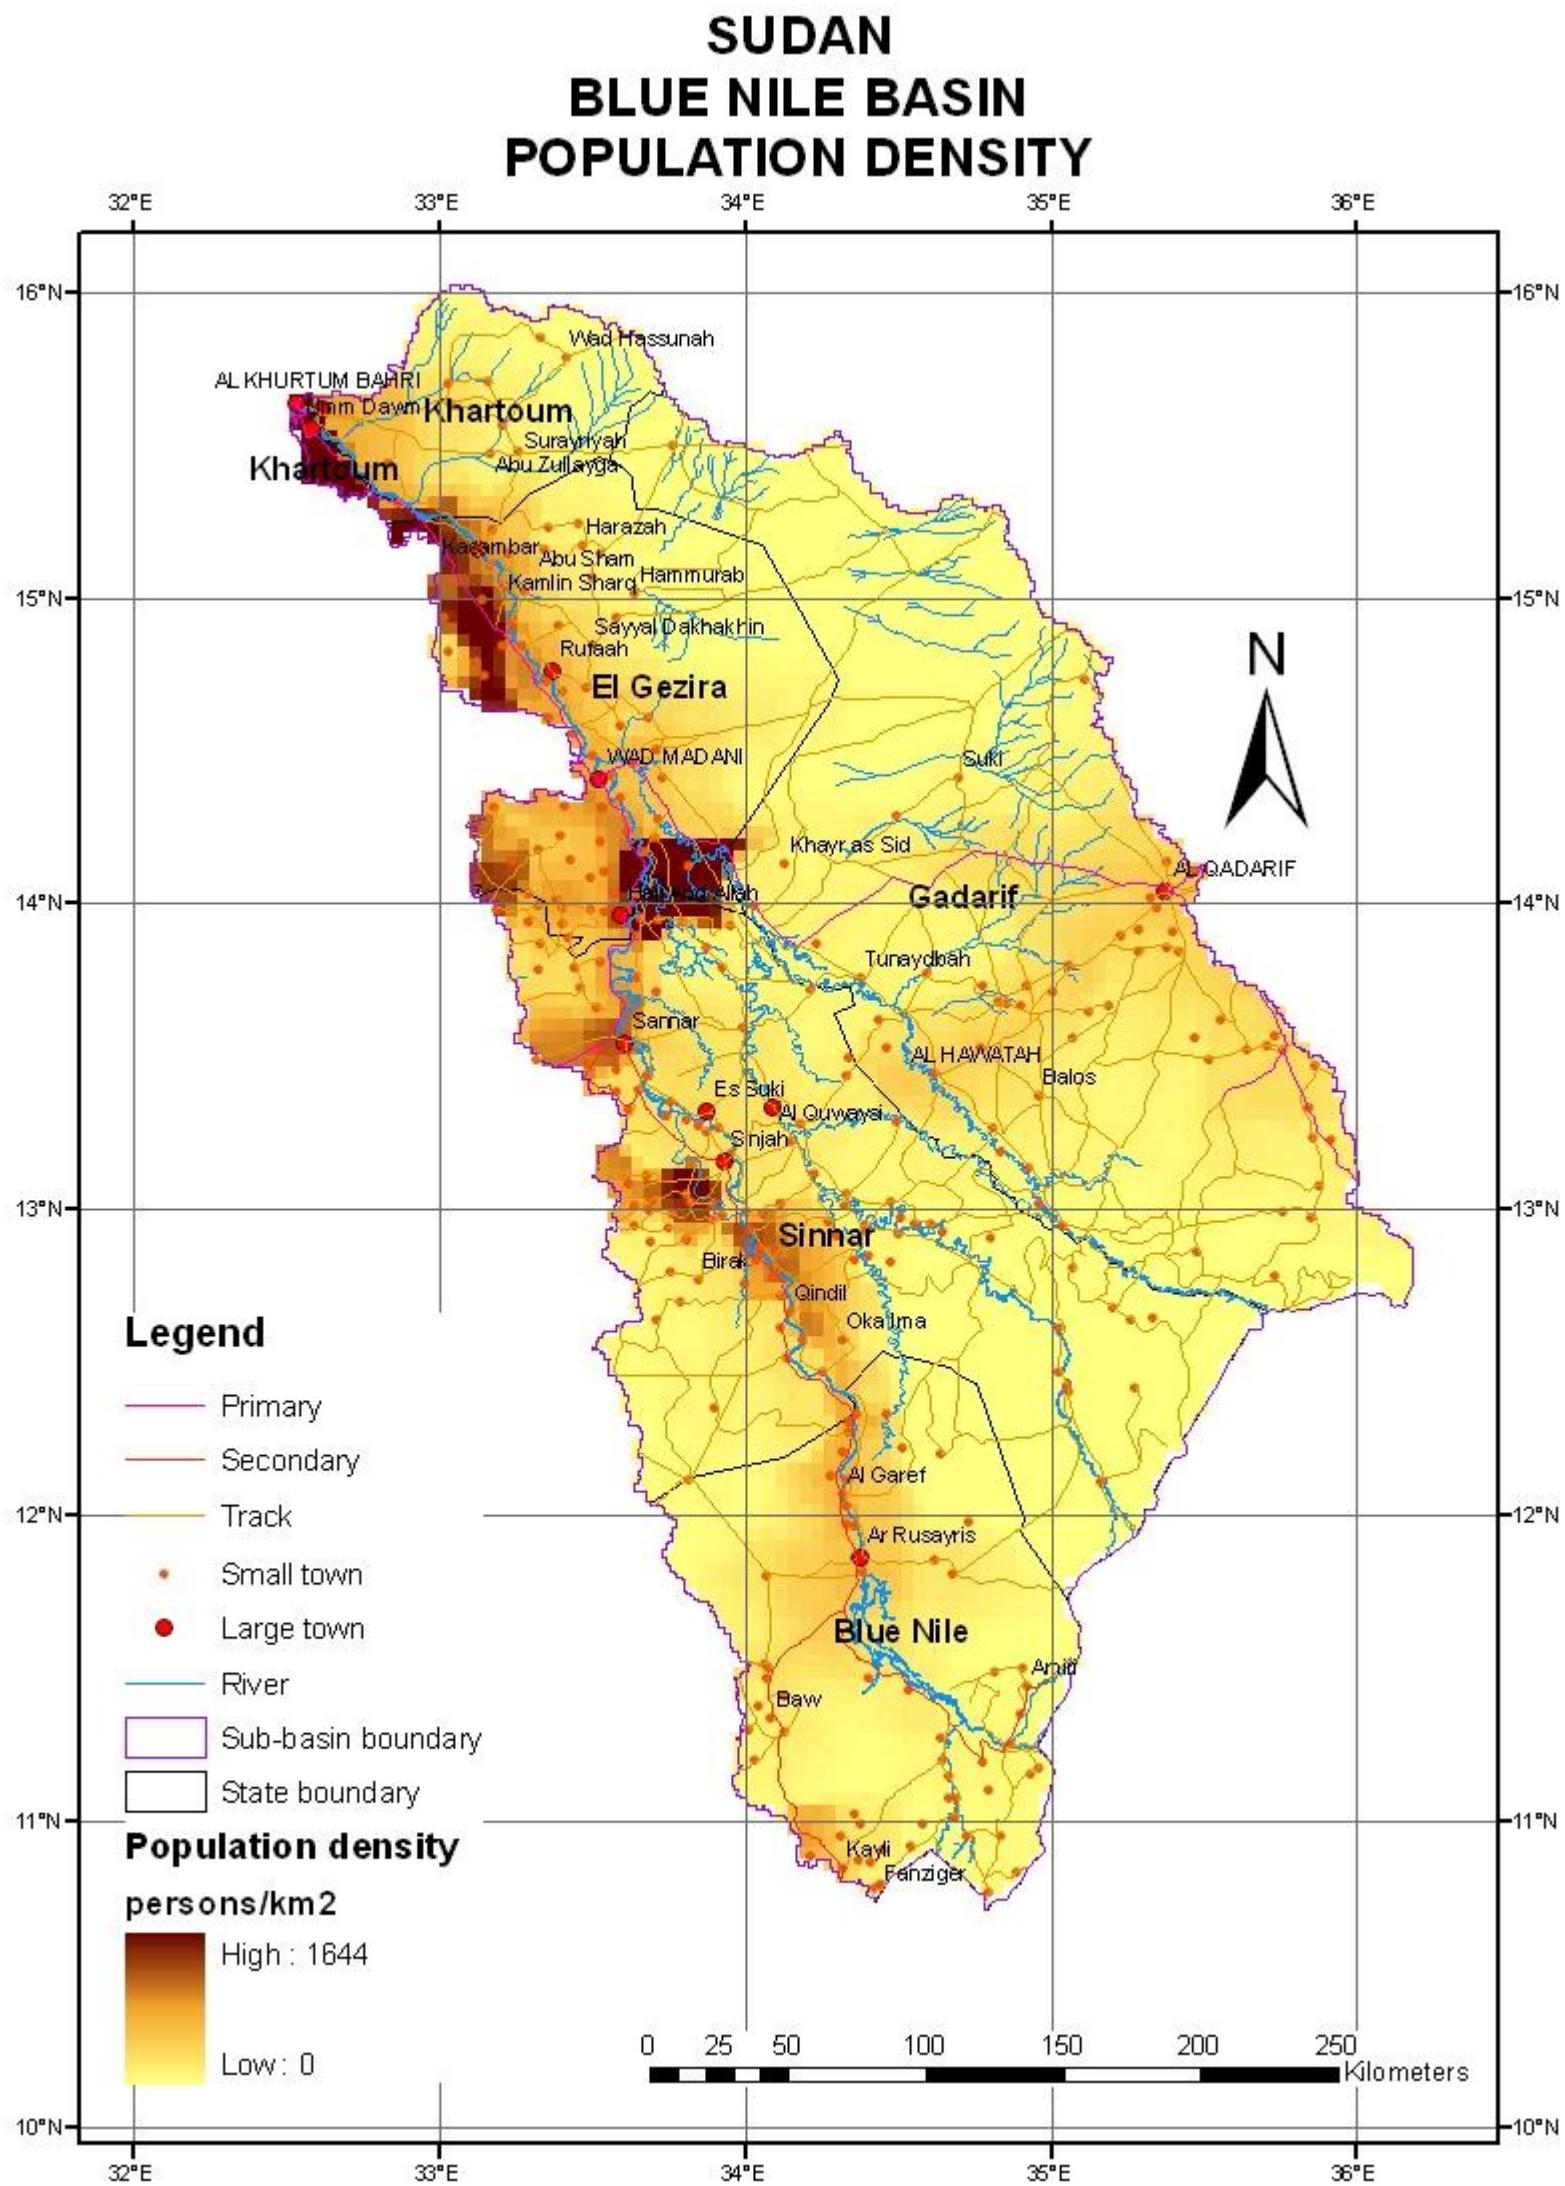 SUDAN
BLUE NILE BASIN
POPULATION DENSITY
32°E 33°E 34°E 35°E 36°E
16°N 16°N
Wad Hassunah
AL KHURTUM BAHRI
Umm Dawm Khartoum
Surayriyah
Khartoum Abu Zullayga
Harazah
Karambar Abu Sham
Kamlin Sharq Hammurab
15°N 15°N
Sayyal Dakhakhin
N
Rufaah
El Gezira
WAD MADANI Suki
Khayr as Sid
AL QADARIF
Hajj Abd Allah Gadarif
14°N 14°N
Tunaydbah
Sannar
AL HAWATAH
Balos
Es Suki
Al Quwaysi
Sinjah
13°N 13°N
Sinnar
Birak
Qindil
Okalma
Legend
Primary
Secondary
Al Garef
Track
12°N 12°N
Ar Rusayris
Small town
Large town
Blue Nile
River
Baw
Sub-basin boundary
State boundary
11°N 11°N
Population density
Kayli
Fanziger
persons/km2
High : 1644
Low : 0
0 25 50 100 150 200 250
Kilometers
10°N 10°N
32°E 33°E 34°E 35°E 36°E